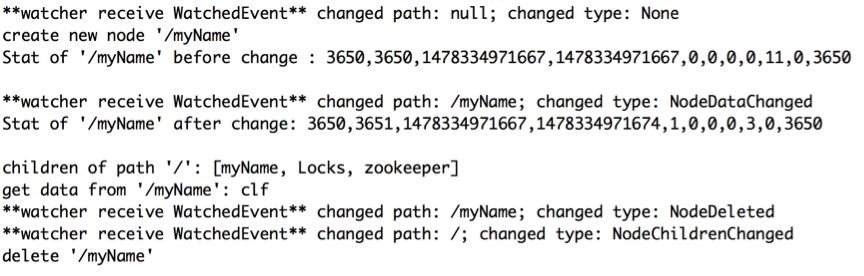 **watcher receive WatchedEvent** changed path: null; changed type: None
create new node '/myName'
Stat of '/myName' before change : 3650,3650,1478334971667,1478334971667,0,0,0,0,11,0,3650
**watcher receive WatchedEvent** changed path: /myName; changed type: NodeDataChanged
Stat of '/myName' after change: 3650,3651,1478334971667,1478334971674,1,0,0,0,3,0,3650
children of path '/': [myName, Locks, zookeeper]
get data from '/myName': clf
**watcher receive WatchedEvent** changed path: /myName; changed type: NodeDeleted
**watcher receive WatchedEvent** changed path: /; changed type: NodeChildrenChanged
delete '/myName'